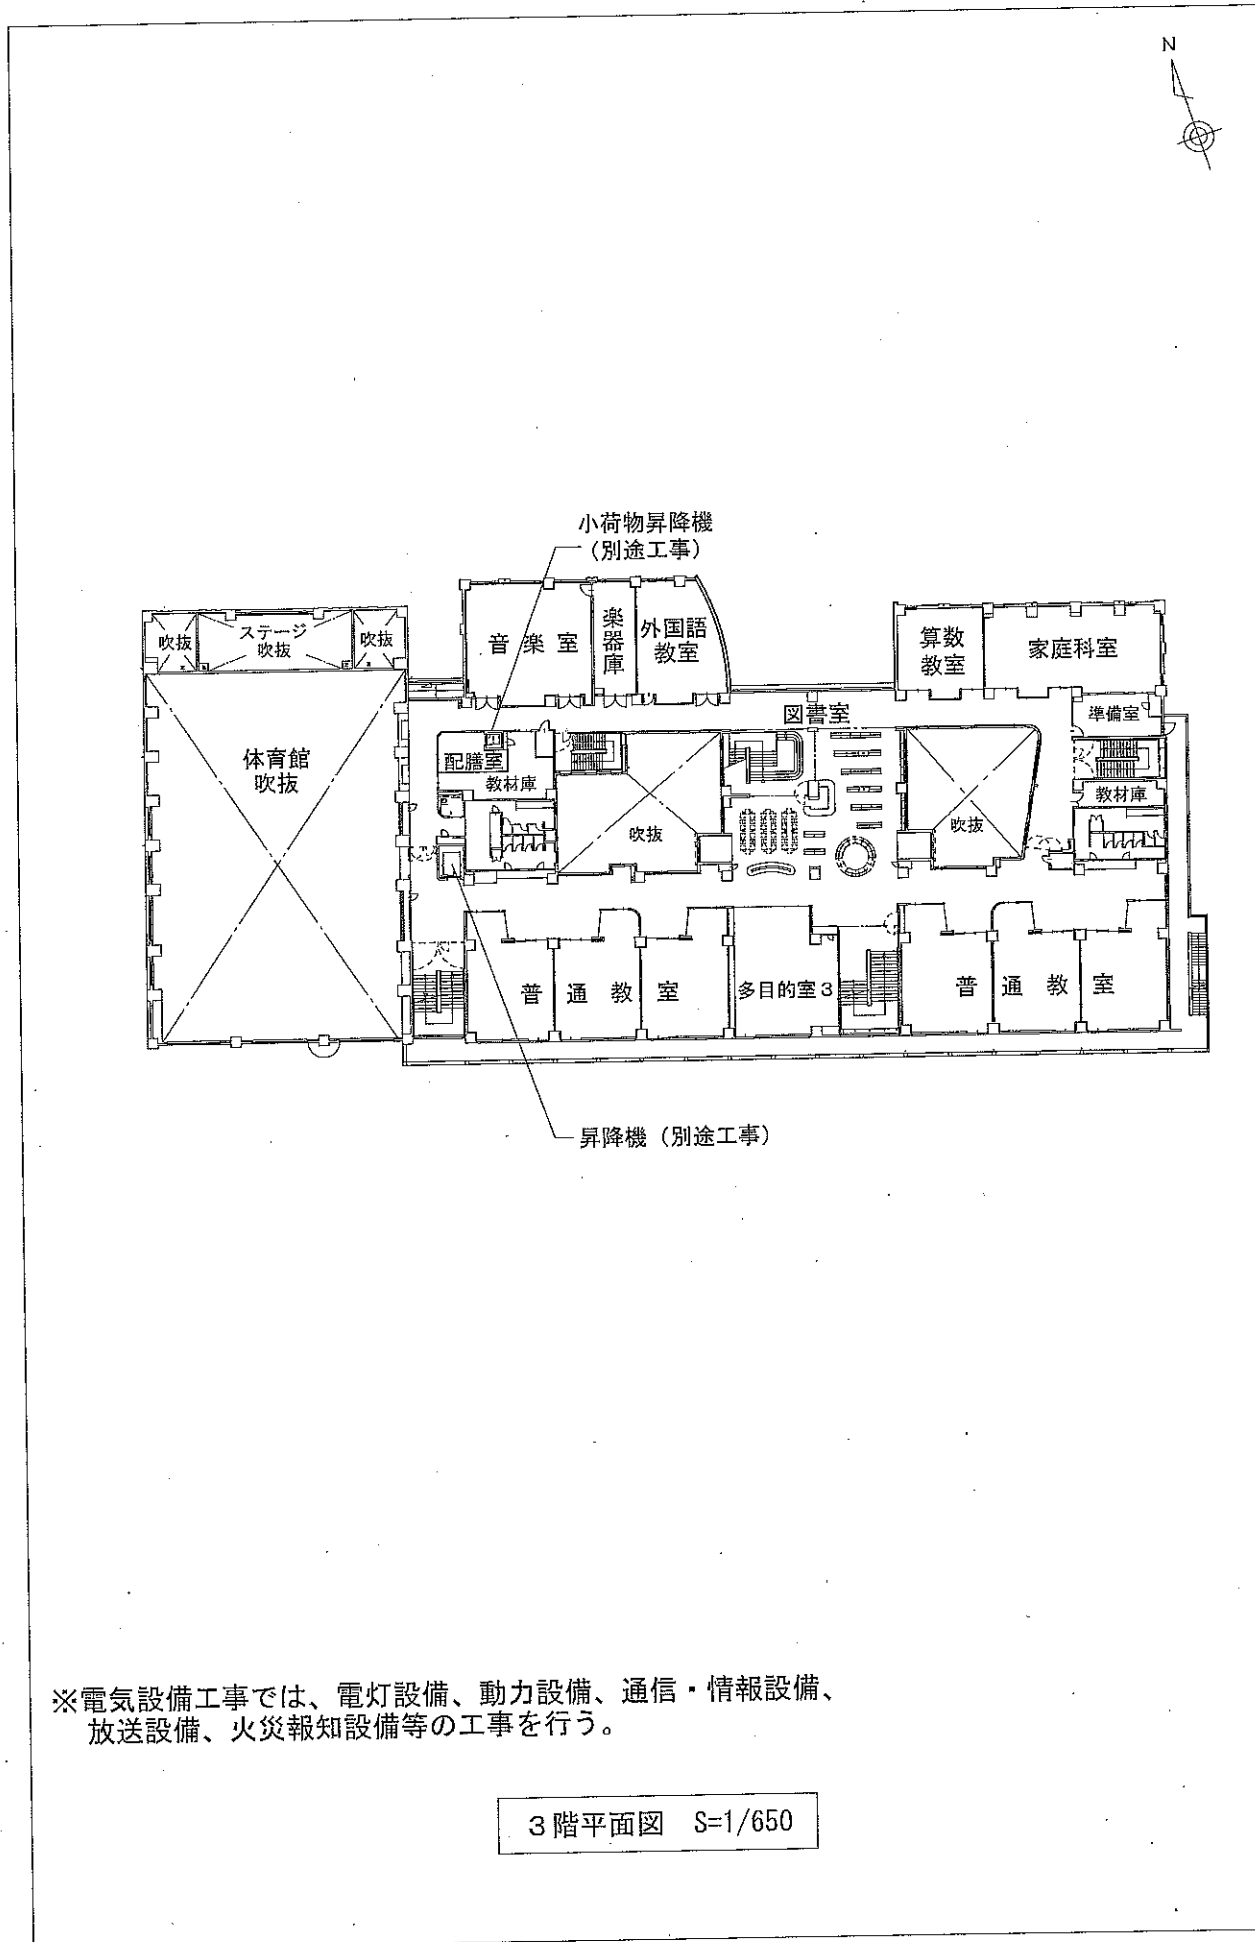 N
小荷物昇降機
（別途工事）
吹抜
ステージ
吹抜
吹抜
音楽室
楽器庫
外国語
教室
算数
教室
家庭科室
図書室
準備室
体育館
吹抜
配膳室
教材庫
吹抜
吹抜
教材庫
普通教室
多目的室３
普通教室
昇降機（別途工事）
※電気設備工事では、電灯設備、動力設備、通信・情報設備、
放送設備、火災報知設備等の工事を行う。
３階平面図 S=1/650